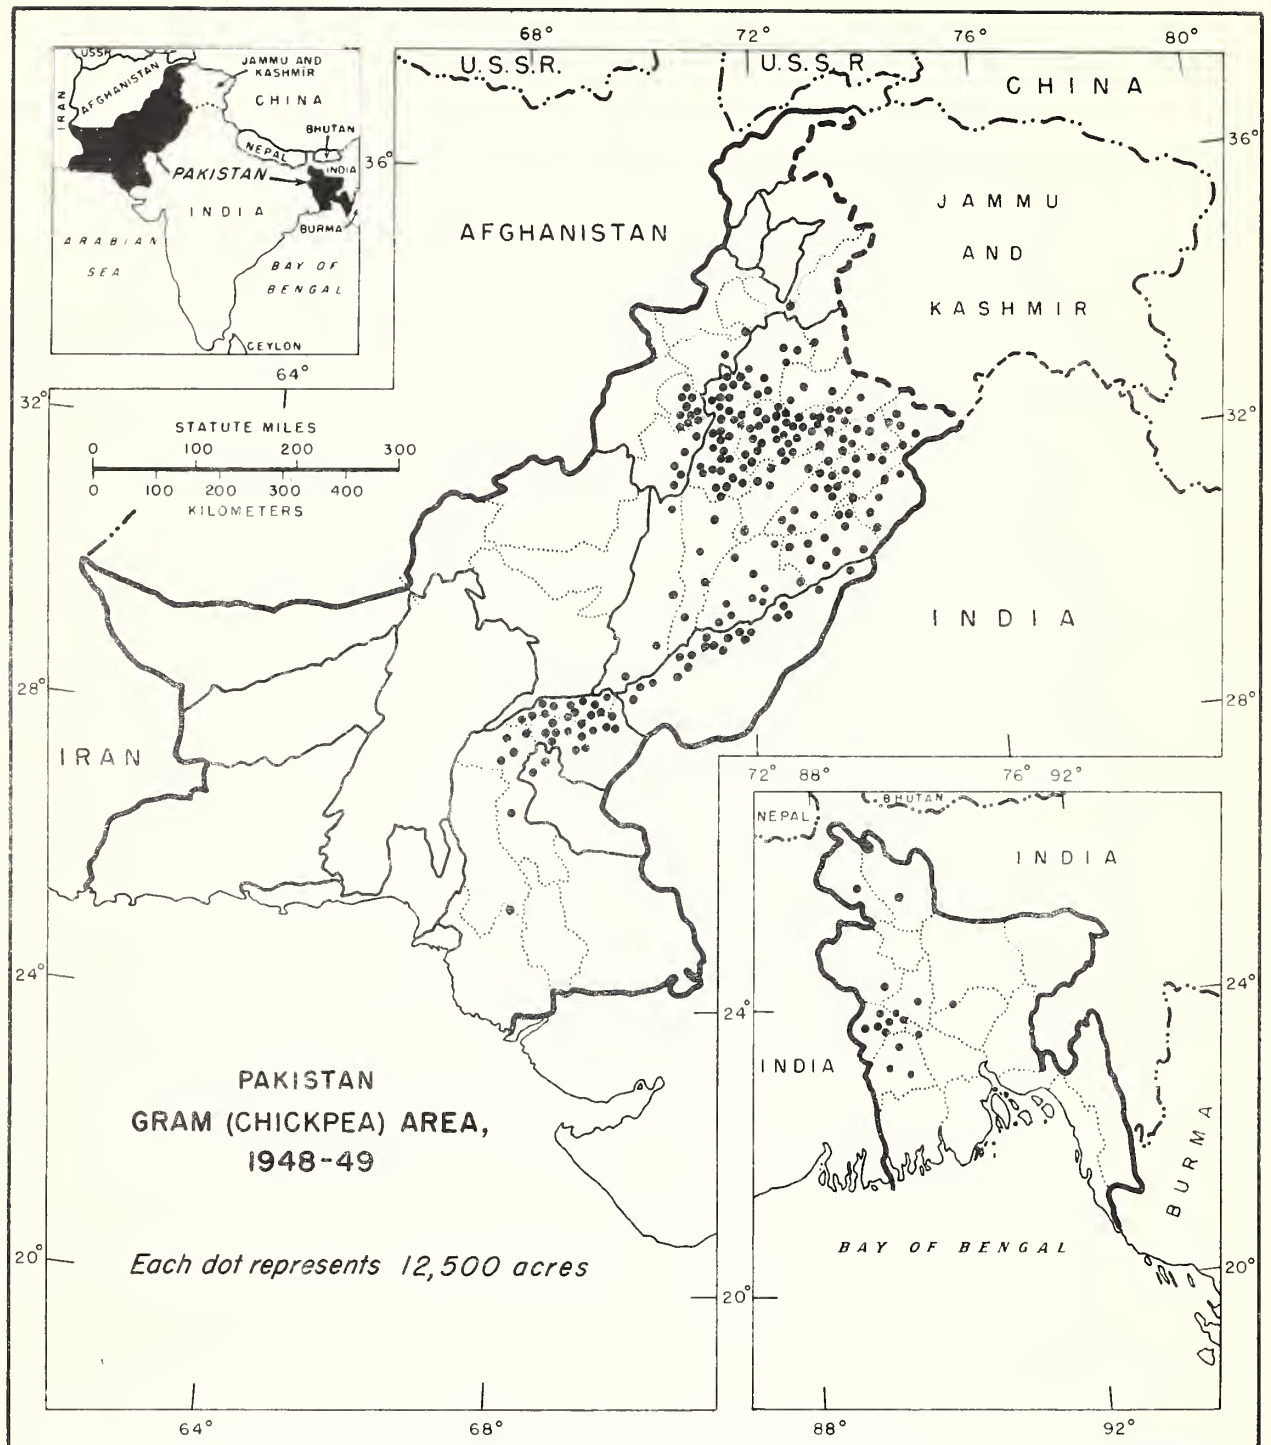 68° 72° 76° 80°
USSR
AFGHANISTAN
IRAN
JAMMU AND
KASHMIR
CHINA
NEPAL
BHUTAN
INDIA
PAKISTAN
INDIA
BURMA
ARABIAN
SEA
BAY OF
BENGAL
CEYLON
64°
U.S.S.R.
U.S.S.R
CHINA
36°
36°
AFGHANISTAN
JAMMU
AND
KASHMIR
32°
32°
STATUTE MILES
0 100 200 300
0 100 200 300 400
KILOMETERS
INDIA
28°
28°
IRAN
72° 88° 76° 92°
NEPAL
BHUTAN
INDIA
24°
24°
24°
INDIA
BURMA
BAY OF BENGAL
PAKISTAN
GRAM (CHICKPEA) AREA,
1948-49
Each dot represents 12,500 acres
20°
20°
20°
64° 68° 88° 92°